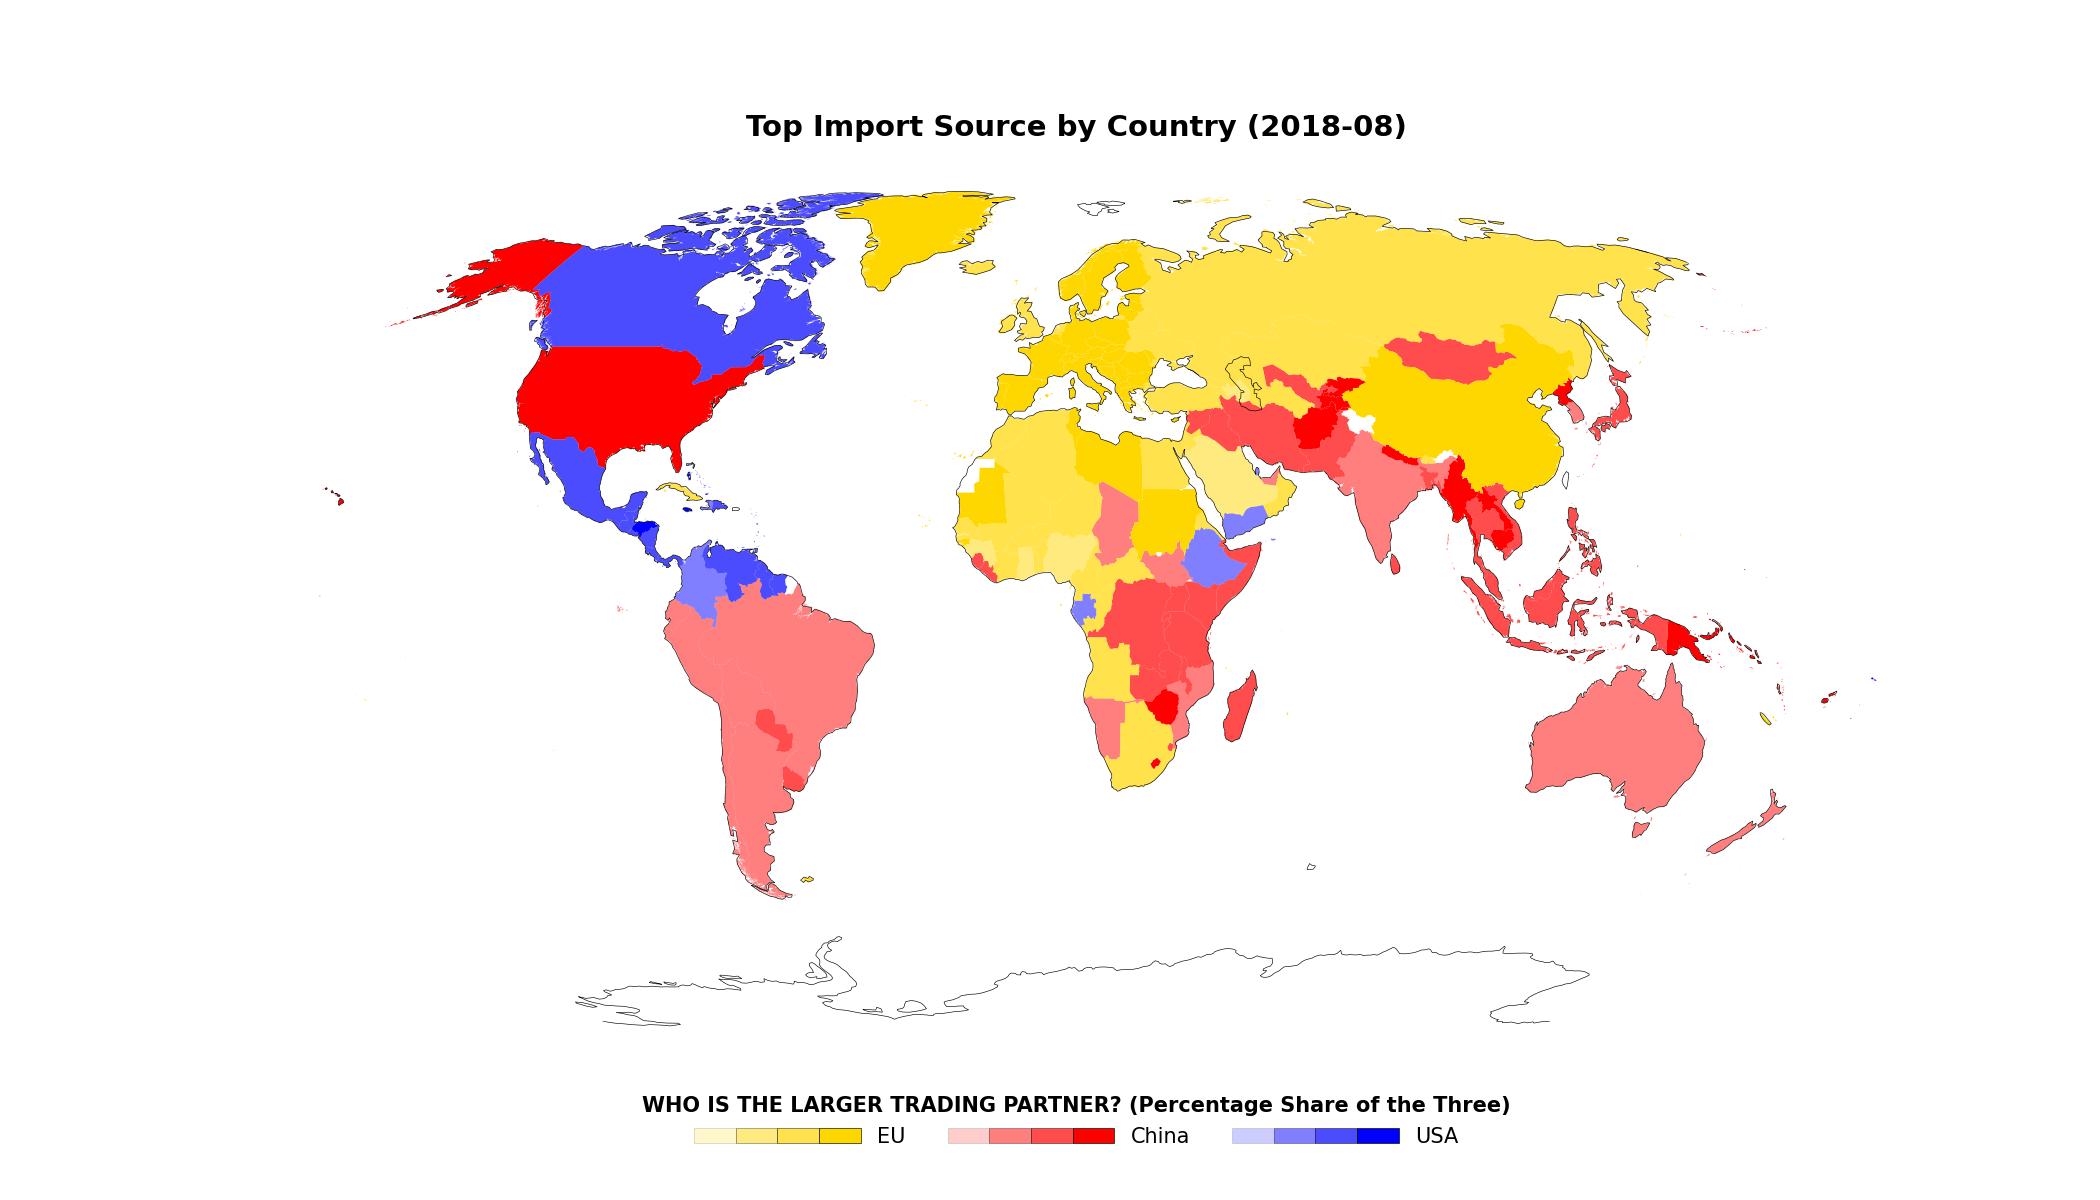 Top Import Source by Country (2018-08)
WHO IS THE LARGER TRADING PARTNER? (Percentage Share of the Three)
EU China USA